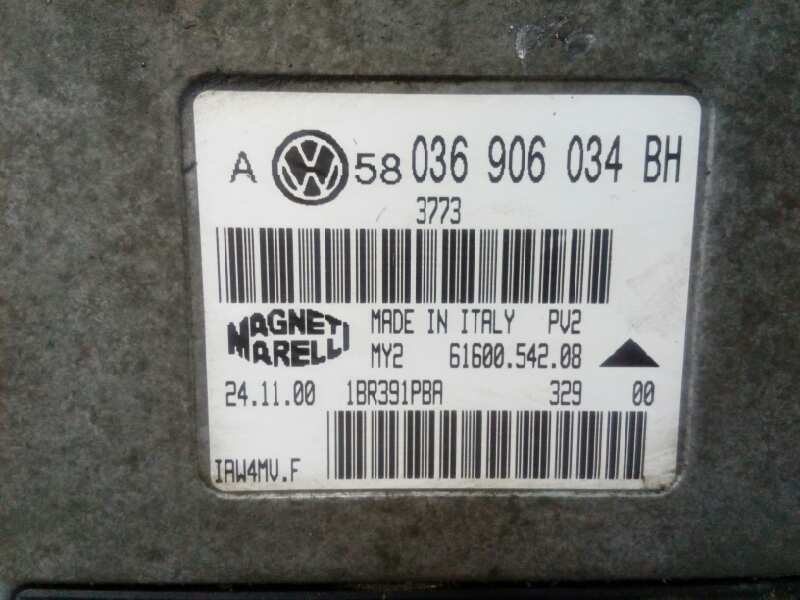 A VW 58 036 906 034 BH
3773
MAGNETI MARELLI
MADE IN ITALY PV2
MY2 61600.542.08
24.11.00 1BR391PBA 329 00
IAW4MV.F